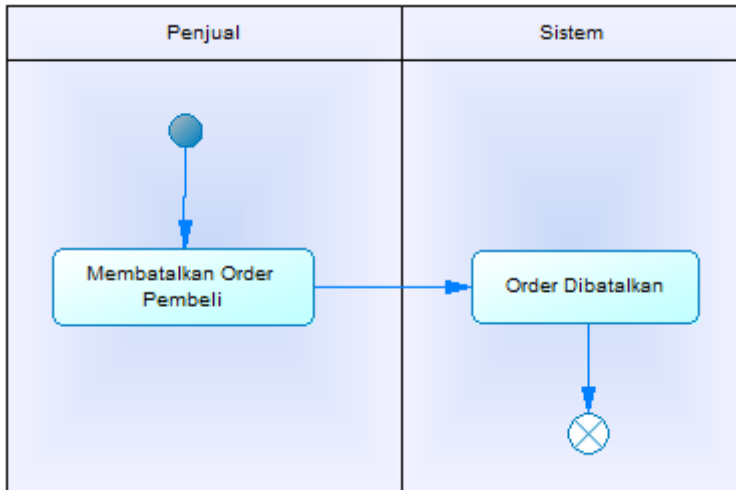 Penjual
Sistem
Membatalkan Order
Pembeli
Order Dibatalkan